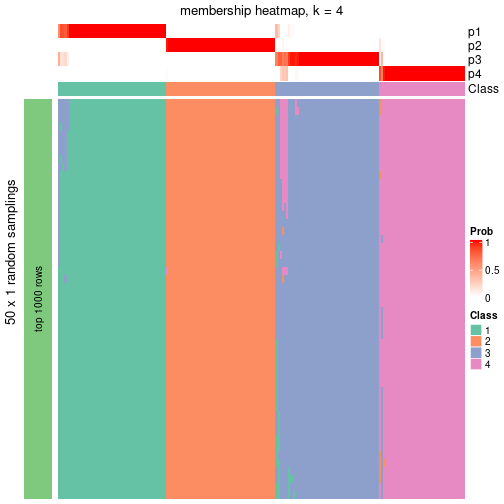 membership heatmap, k = 4
p1
p2
p3
p4
Class
50 x 1 random samplings
top 1000 rows
Prob
1
0.5
0
Class
1
2
3
4